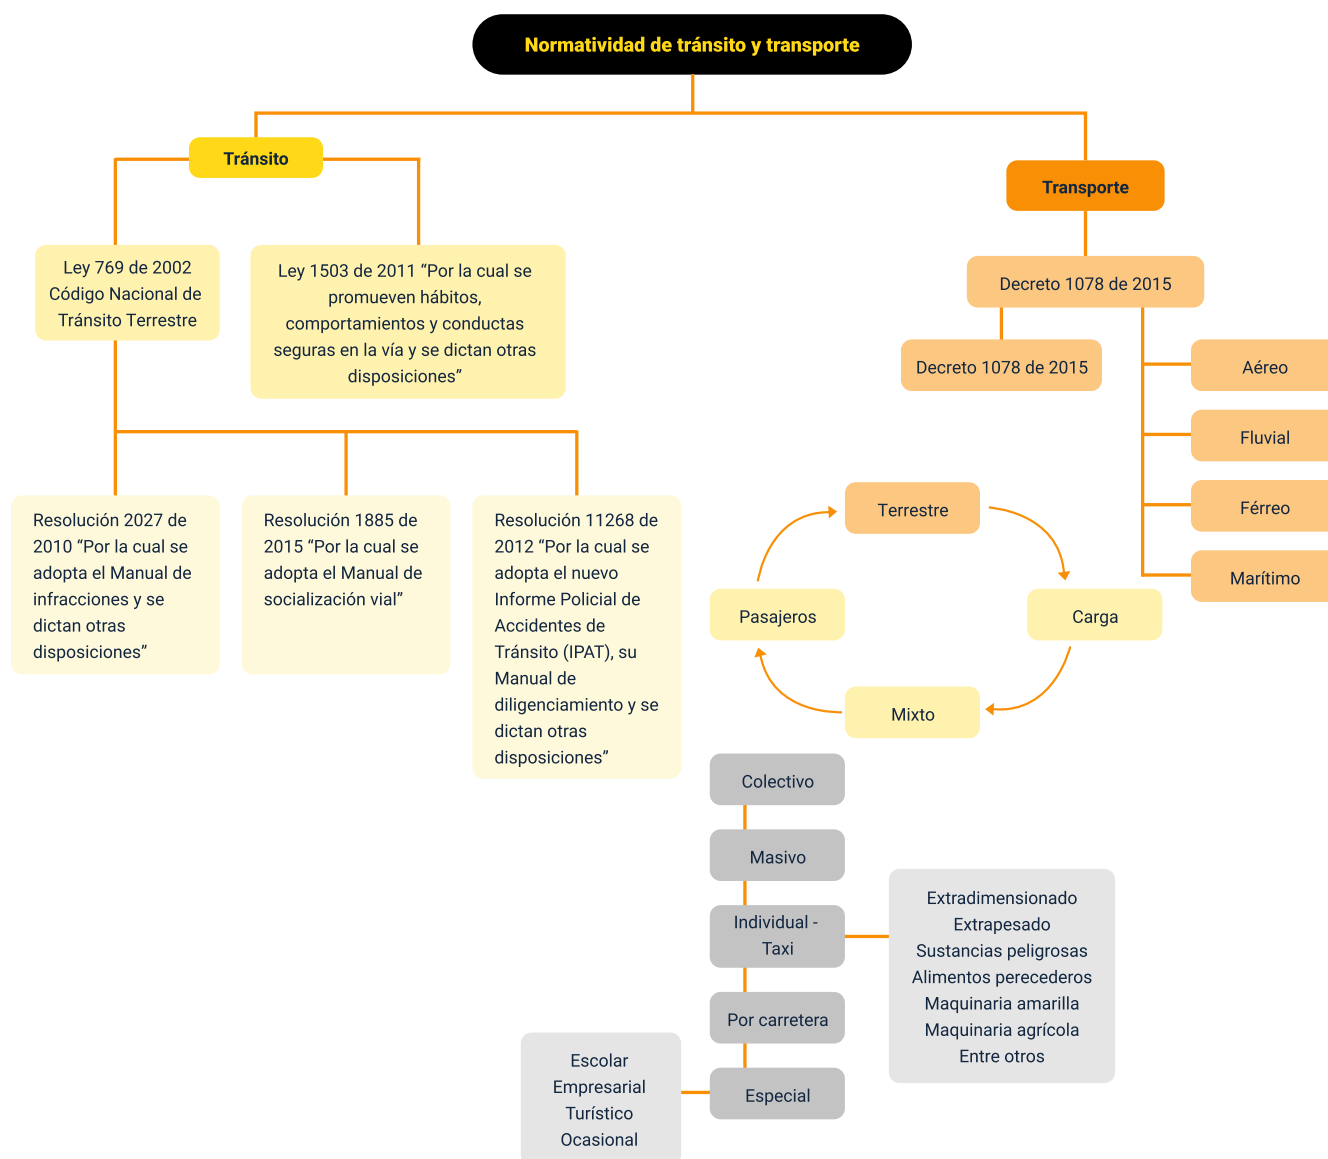 Normatividad de tránsito y transporte
Tránsito
Transporte
Ley 769 de 2002
Código Nacional de
Tránsito Terrestre
Ley 1503 de 2011 “Por la cual se
promueven hábitos,
comportamientos y conductas
seguras en la vía y se dictan otras
disposiciones”
Resolución 2027 de
2010 “Por la cual se
adopta el Manual de
infracciones y se
dictan otras
disposiciones”
Resolución 1885 de
2015 “Por la cual se
adopta el Manual de
socialización vial”
Resolución 11268 de
2012 “Por la cual se
adopta el nuevo
Informe Policial de
Accidentes de
Tránsito (IPAT), su
Manual de
diligenciamiento y se
dictan otras
disposiciones”
Decreto 1078 de 2015
Decreto 1078 de 2015
Aéreo
Fluvial
Férreo
Marítimo
Terrestre
Pasajeros
Carga
Mixto
Colectivo
Masivo
Individual -
Taxi
Por carretera
Especial
Extradimensionado
Extrapesado
Sustancias peligrosas
Alimentos perecederos
Maquinaria amarilla
Maquinaria agrícola
Entre otros
Escolar
Empresarial
Turístico
Ocasional